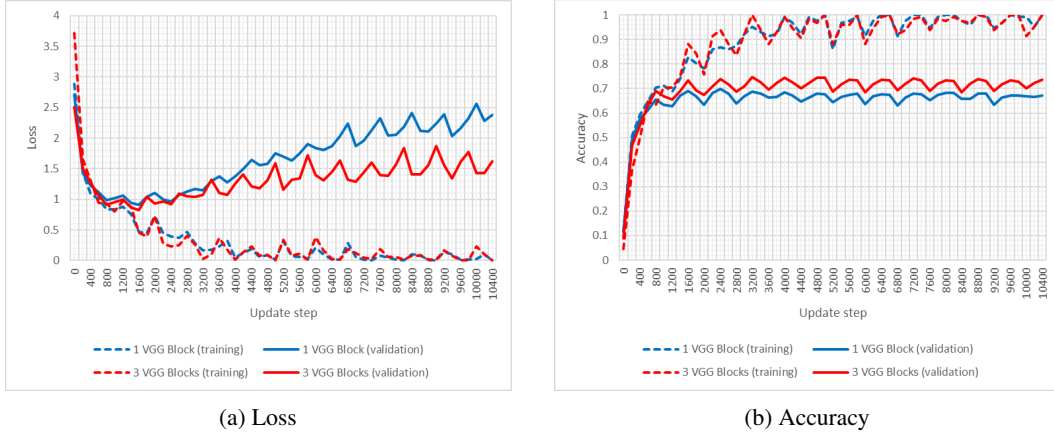 4
3.5
3
2.5
2
1.5
1
0.5
0
Loss
0 400 800 1200 1600 2000 2400 2800 3200 3600 4000 4400 4800 5200 5600 6000 6400 6800 7200 7600 8000 8400 8800 9200 9600 10000 10400
Update step
1 VGG Block (training) 1 VGG Block (validation)
3 VGG Blocks (training) 3 VGG Blocks (validation)
(a) Loss
1
0.9
0.8
0.7
0.6
0.5
0.4
0.3
0.2
0.1
0
Accuracy
0 400 800 1200 1600 2000 2400 2800 3200 3600 4000 4400 4800 5200 5600 6000 6400 6800 7200 7600 8000 8400 8800 9200 9600 10000 10400
Update step
1 VGG Block (training) 1 VGG Block (validation)
3 VGG Blocks (training) 3 VGG Blocks (validation)
(b) Accuracy